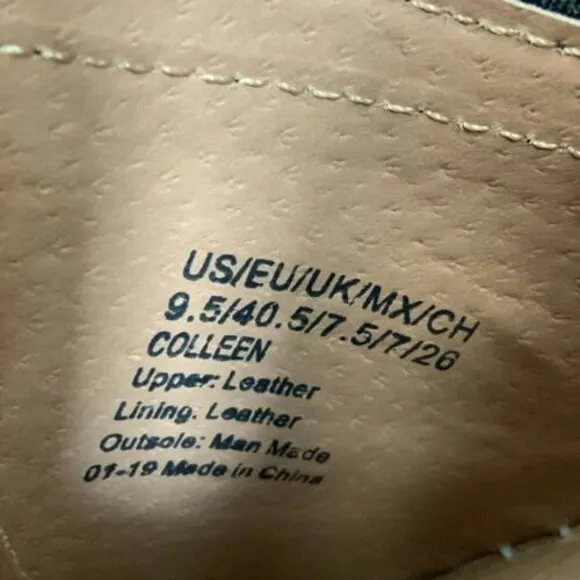 US/EU/UK/MX/CH
9.5/40.5/7.5/7/26
COLLEEN
Upper: Leather
Lining: Leather
Outsole: Man Made
01-19 Made in China